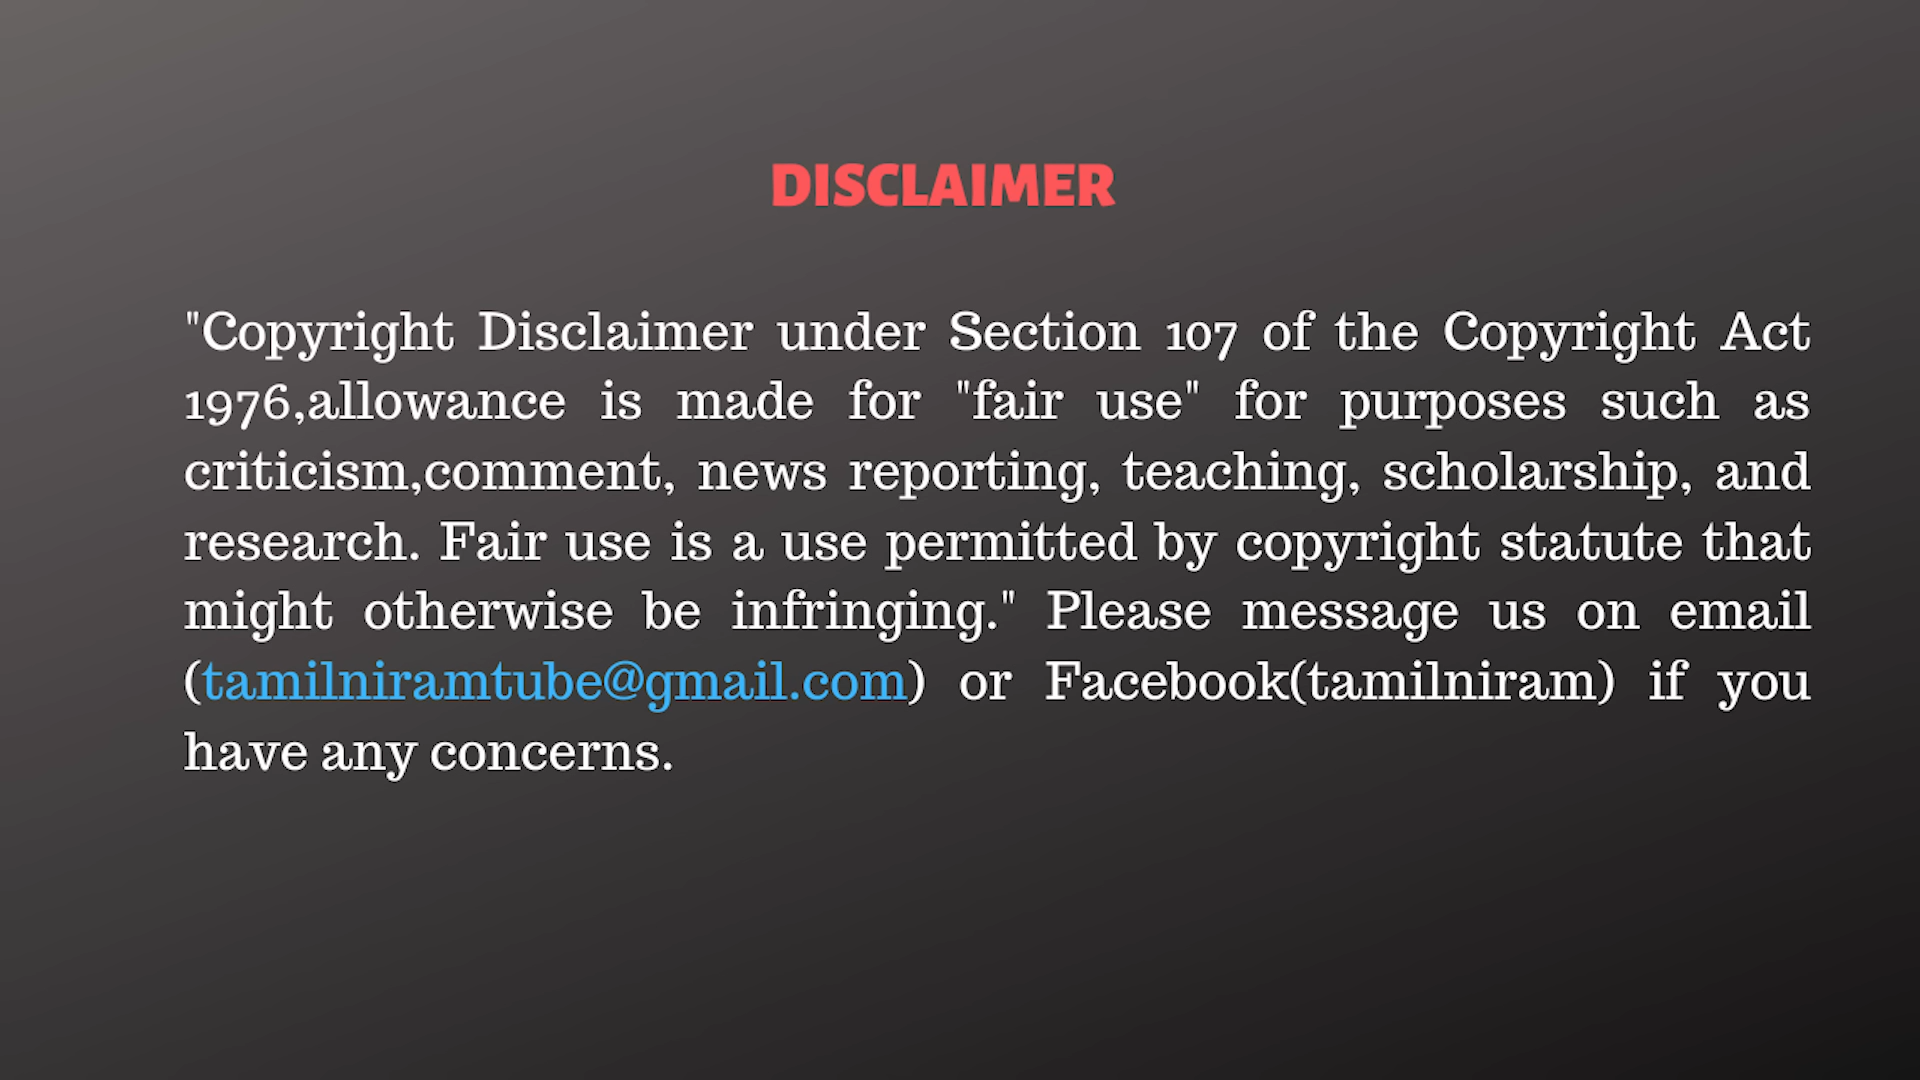 DISCLAIMER
"Copyright Disclaimer under Section 107 of the Copyright Act
1976,allowance is made for "fair use" for purposes such as
criticism,comment, news reporting, teaching, scholarship, and
research. Fair use is a use permitted by copyright statute that
might otherwise be infringing." Please message us on email
(tamilniramtube@gmail.com) or Facebook(tamilniram) if you
have any concerns.